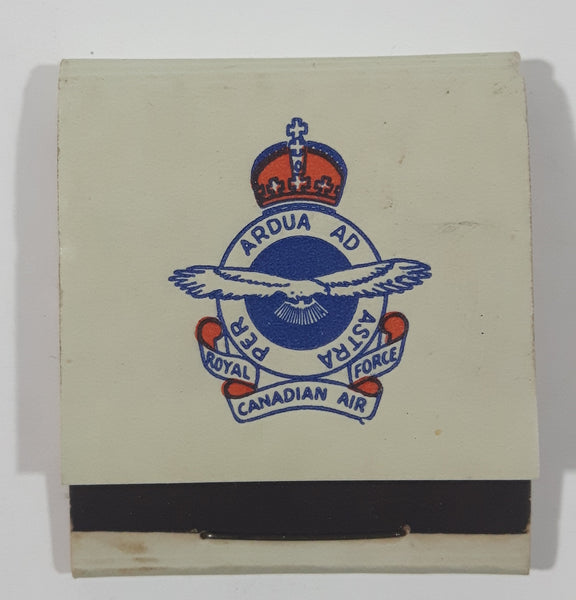 PER ARDUA AD ASTRA
ROYAL CANADIAN AIR FORCE